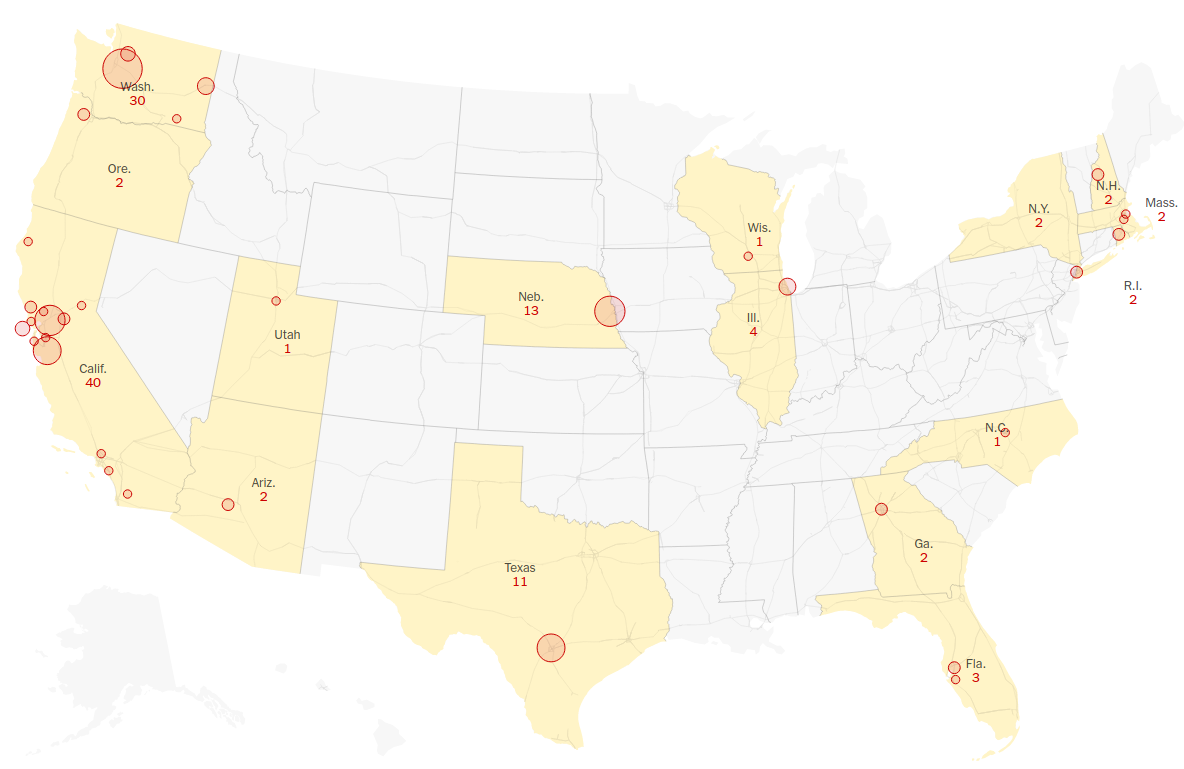 Wash.
30
Ore.
2
N.H.
2
Mass.
2
N.Y.
2
Wis.
1
R.I.
2
Neb.
13
Ill.
4
Utah
1
Calif.
40
N.C.
1
Ariz.
2
Ga.
2
Texas
11
Fla.
3